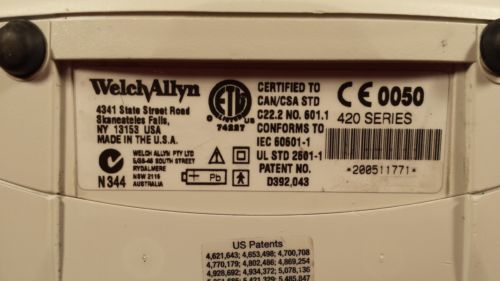 WelchAllyn
4341 State Street Road
Skaneateles Falls,
NY 13153 USA
MADE IN THE U.S.A.
ETL
74227
CERTIFIED TO
CAN/CSA STD
C22.2 NO. 601.1
CONFORMS TO
IEC 60601-1
UL STD 2601-1
PATENT NO.
D392,043
CE 0050
420 SERIES
*200511771*
N344
WELCH ALLYN PTY LTD
5/38-46 SOUTH STREET
RYDALMERE
NSW 2116
AUSTRALIA
Pb
US Patents
4,621,643; 4,653,498; 4,700,708
4,770,179; 4,802,486; 4,869,254
4,928,692; 4,934,372; 5,078,136